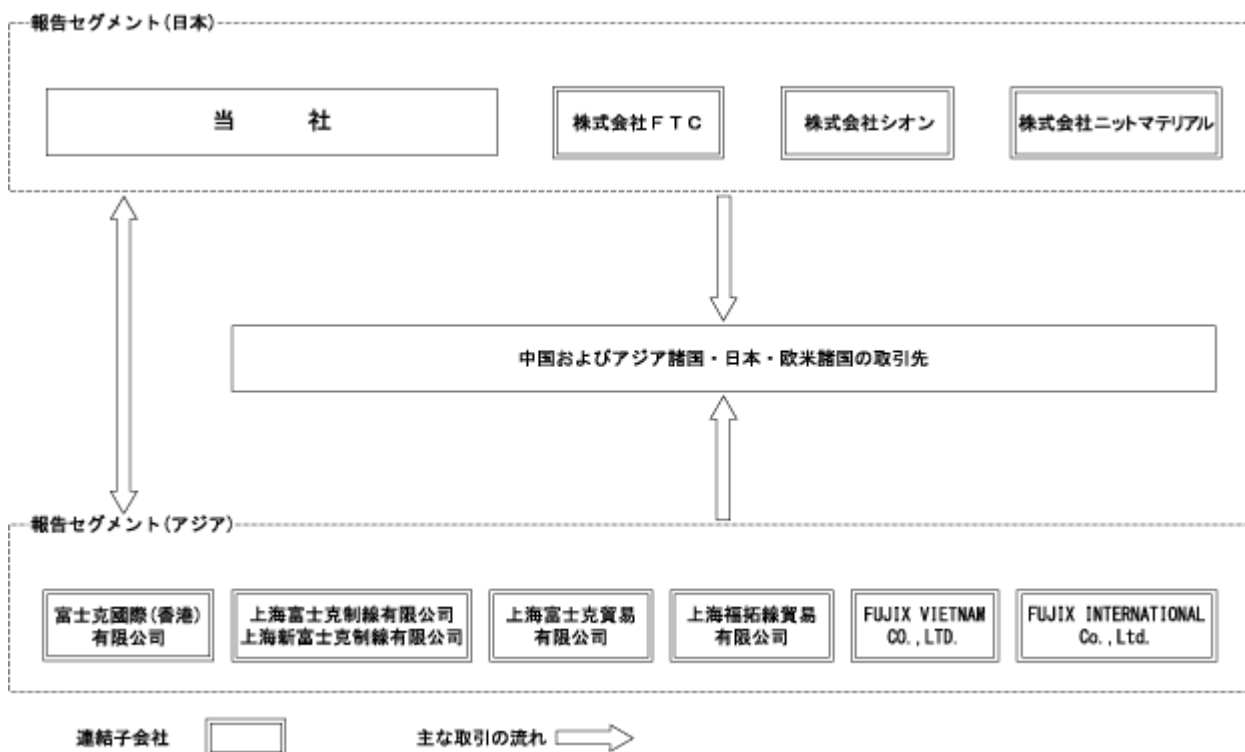 報告セグメント(日本)
当 社
株式会社FTC
株式会社シオン
株式会社ニットマテリアル
中国およびアジア諸国・日本・欧米諸国の取引先
報告セグメント(アジア)
富士克國際(香港)
有限公司
上海富士克制線有限公司
上海新富士克制線有限公司
上海富士克貿易
有限公司
上海福拓線貿易
有限公司
FUJIX VIETNAM
CO.,LTD.
FUJIX INTERNATIONAL
Co.,Ltd.
連結子会社
主な取引の流れ